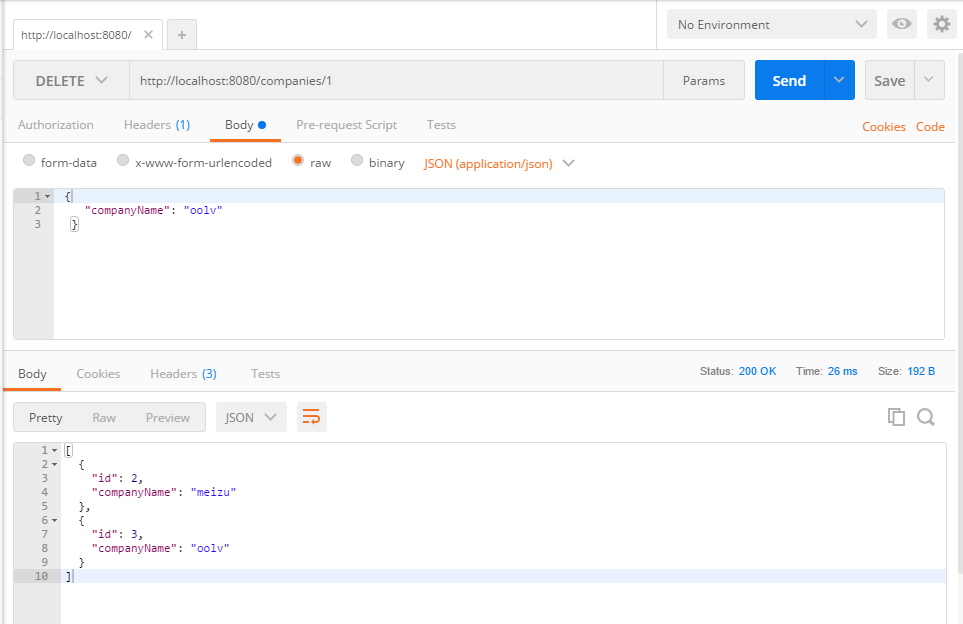 http://localhost:8080/
No Environment
DELETE http://localhost:8080/companies/1 Params Send Save
Authorization Headers (1) Body Pre-request Script Tests Cookies Code
form-data x-www-form-urlencoded raw binary JSON (application/json)
1 {
2 "companyName": "oolv"
3 }
Body Cookies Headers (3) Tests Status: 200 OK Time: 26 ms Size: 192 B
Pretty Raw Preview JSON
1 [
2 {
3 "id": 2,
4 "companyName": "meizu"
5 },
6 {
7 "id": 3,
8 "companyName": "oolv"
9 }
10 ]